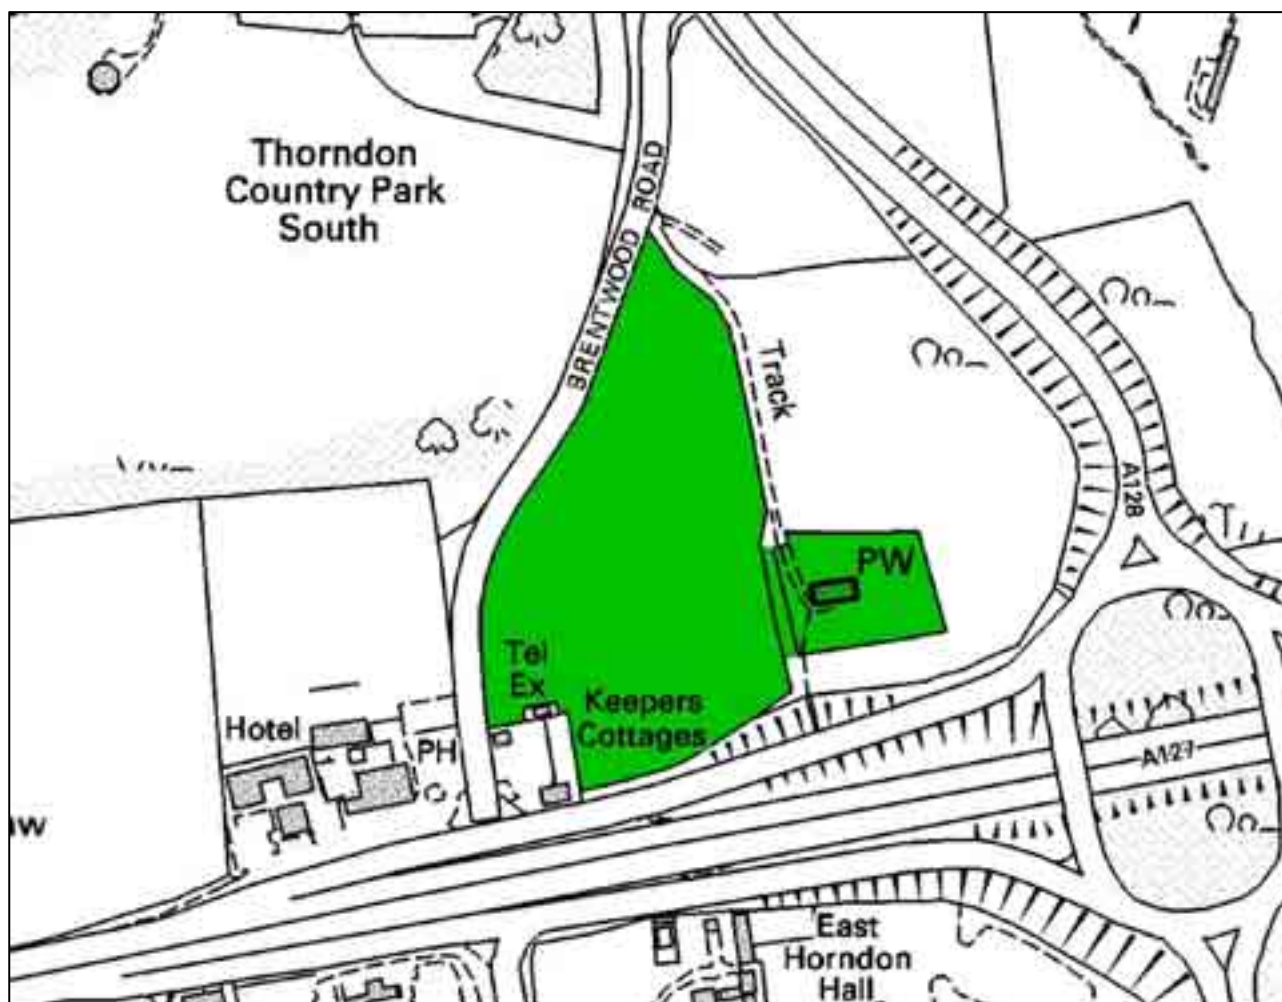 Thorndon
Country Park
South
BRENTWOOD ROAD
Track
A128
PW
Tel
Ex
Keepers
Cottages
Hotel
PH
A127
East
Horndon
Hall